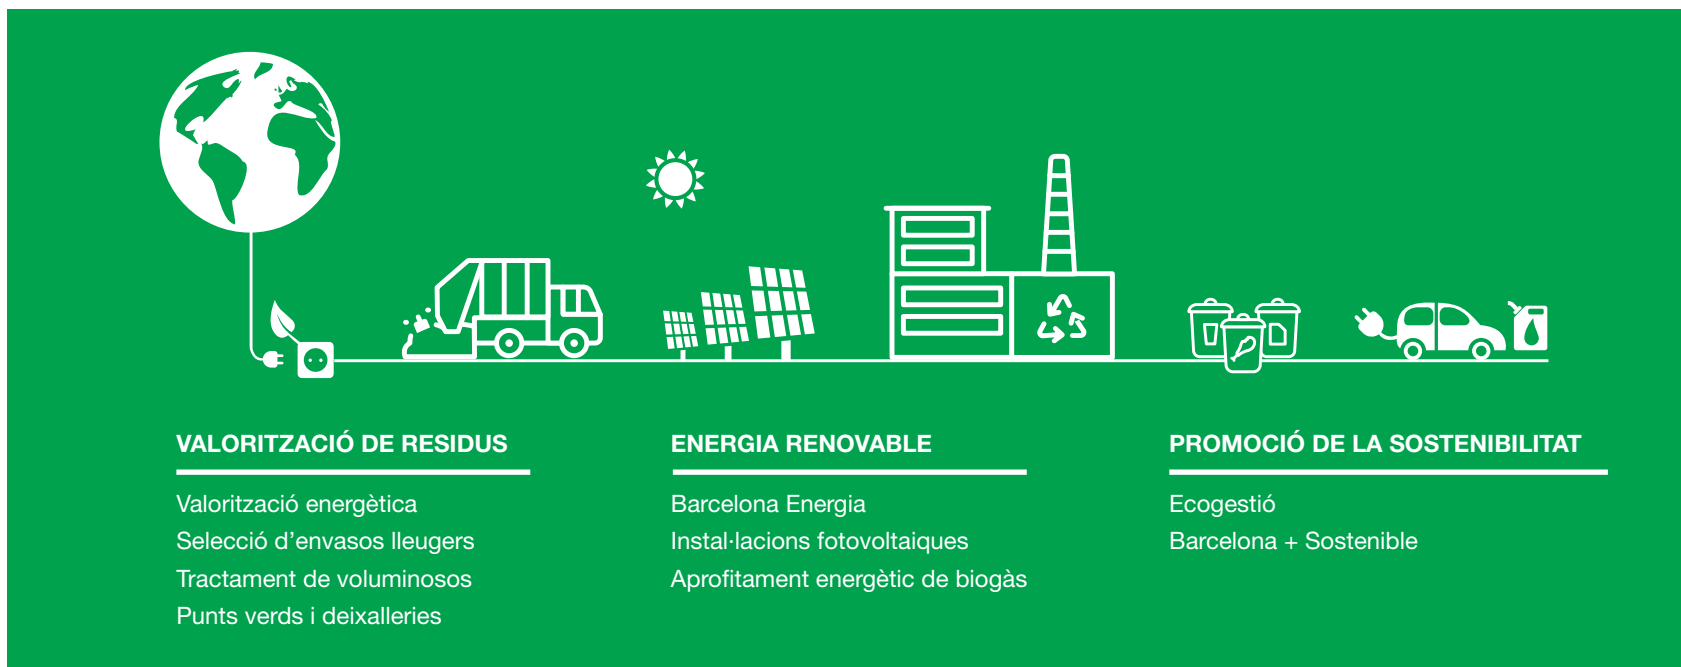 VALORITZACIÓ DE RESIDUS
Valorització energètica
Selecció d’envasos lleugers
Tractament de voluminosos
Punts verds i deixalleries
ENERGIA RENOVABLE
Barcelona Energia
Instal·lacions fotovoltaiques
Aprofitament energètic de biogàs
PROMOCIÓ DE LA SOSTENIBILITAT
Ecogestió
Barcelona + Sostenible